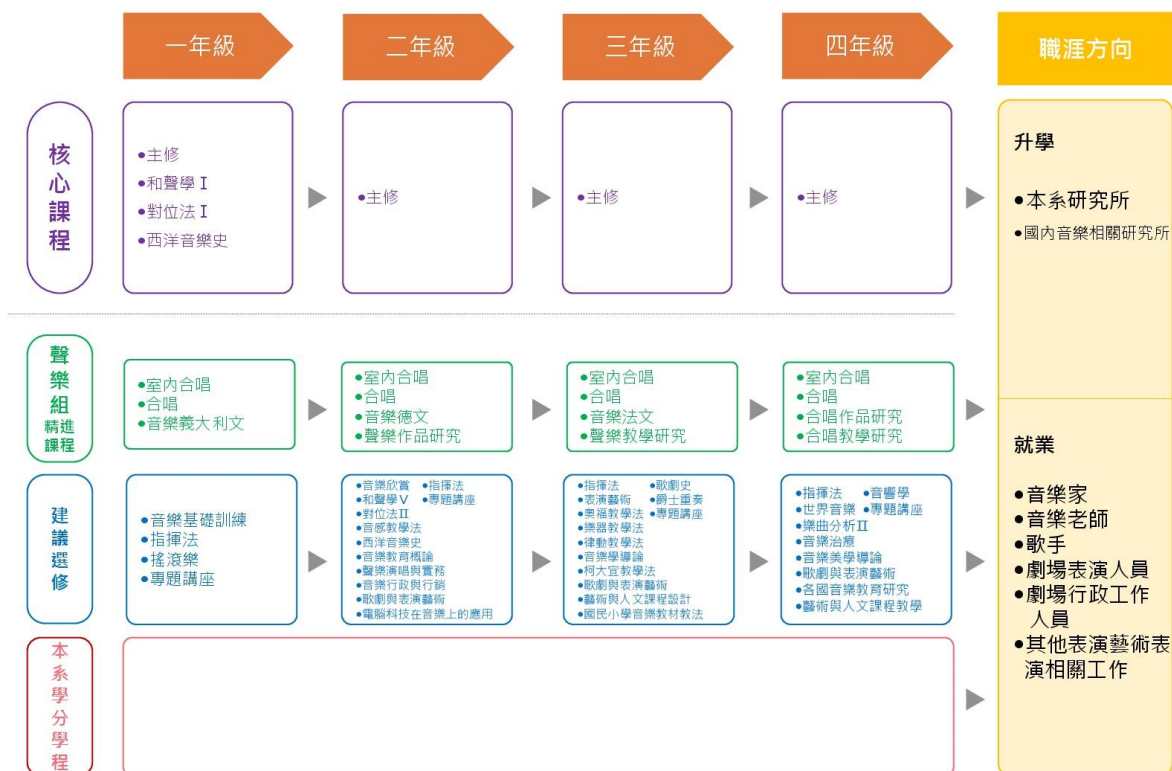 一年級
二年級
三年級
四年級
職涯方向
核心課程
●主修
●和聲學Ⅰ
●對位法Ⅰ
●西洋音樂史
●主修
●主修
●主修
升學
●本系研究所
●國內音樂相關研究所
聲樂組
精進
課程
●室內合唱
●合唱
●音樂義大利文
●室內合唱
●合唱
●音樂德文
●聲樂作品研究
●室內合唱
●合唱
●音樂法文
●聲樂教學研究
●室內合唱
●合唱
●合唱作品研究
●合唱教學研究
建議選修
●音樂基礎訓練
●指揮法
●搖滾樂
●專題講座
●音樂欣賞 ●指揮法
●和聲學Ⅴ ●專題講座
●對位法Ⅱ
●音感教學法
●西洋音樂史
●音樂教育概論
●聲樂演唱與實務
●音樂行政與行銷
●歌劇與表演藝術
●電腦科技在音樂上的應用
●指揮法 ●歌劇史
●表演藝術 ●爵士重奏
●奧福教學法 ●專題講座
●樂器教學法
●律動教學法
●音樂學導論
●柯大宜教學法
●歌劇與表演藝術
●藝術與人文課程設計
●國民小學音樂教材教法
●指揮法 ●音響學
●世界音樂 ●專題講座
●樂曲分析Ⅱ
●音樂治療
●音樂美學導論
●歌劇與表演藝術
●各國音樂教育研究
●藝術與人文課程教學
就業
●音樂家
●音樂老師
●歌手
●劇場表演人員
●劇場行政工作
人員
●其他表演藝術表
演相關工作
本系學分學程